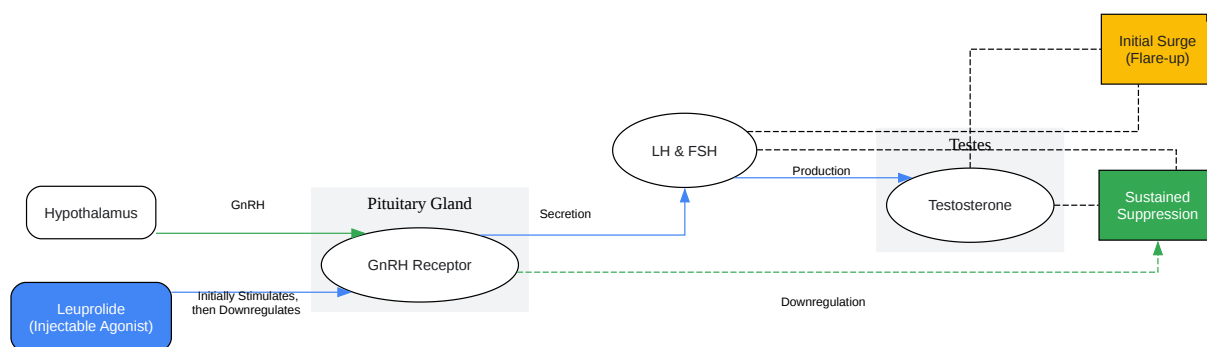 Initial Surge
(Flare-up)
LH & FSH
Testes
Production
Hypothalamus
GnRH
Pituitary Gland
Secretion
Testosterone
Sustained
Suppression
GnRH Receptor
Leuprolide
(Injectable Agonist)
Initially Stimulates,
then Downregulates
Downregulation